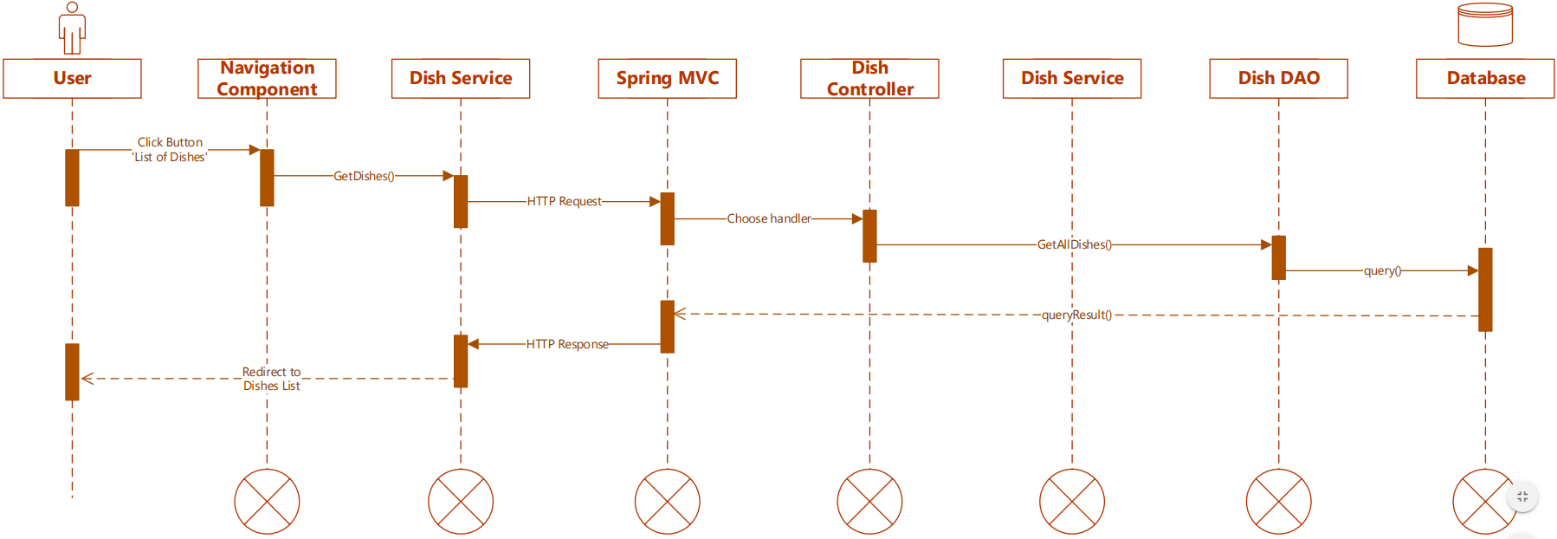 User
Navigation
Component
Dish Service
Spring MVC
Dish
Controller
Dish Service
Dish DAO
Database
Click Button
'List of Dishes'
GetDishes()
HTTP Request
Choose handler
GetAllDishes()
query()
queryResult()
HTTP Response
Redirect to
Dishes List